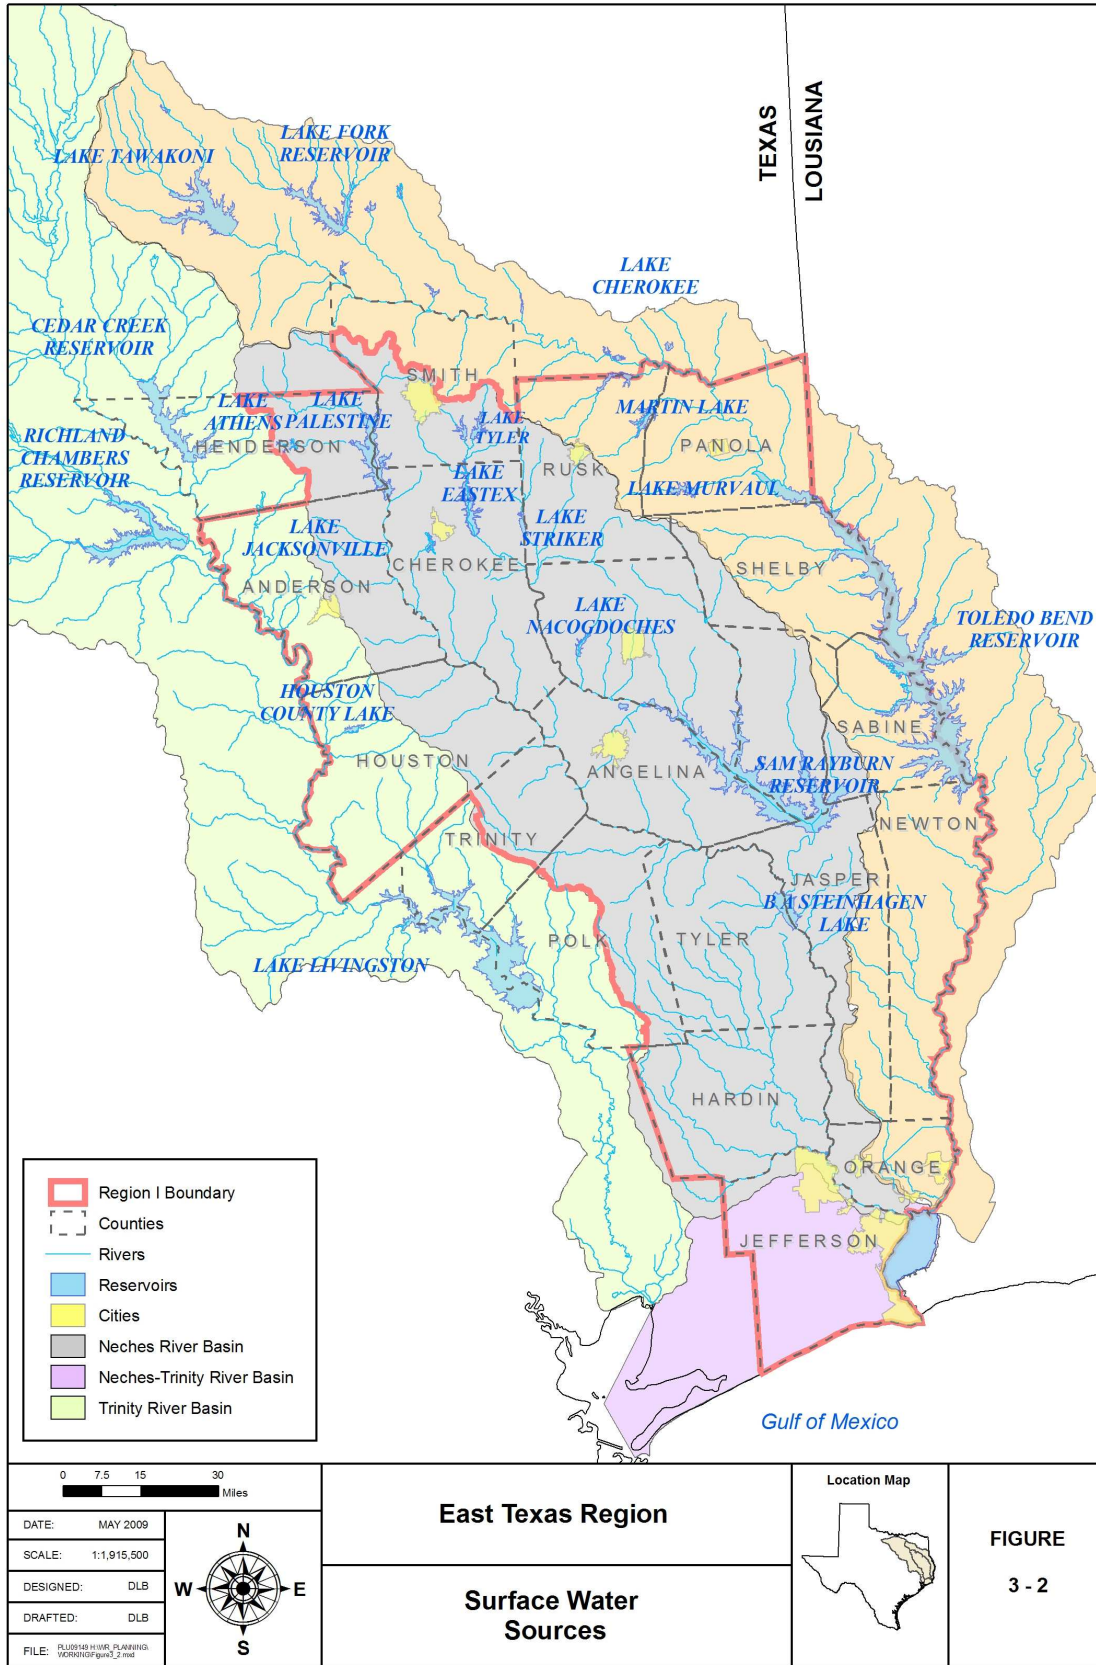 TEXAS
LOUSIANA
LAKE FORK
RESERVOIR
LAKE TAWAKONI
LAKE
CHEROKEE
CEDAR CREEK
RESERVOIR
SMITH
LAKE
ATHENS
LAKE
PALESTINE
LAKE
TYLER
MARTIN LAKE
PANOLA
RICHLAND
CHAMBERS
RESERVOIR
HENDERSON
RUSK
LAKE
EASTEX
LAKE MURVAUL
LAKE
JACKSONVILLE
LAKE
STRIKER
CHEROKEE
SHELBY
ANDERSON
LAKE
NACOGDOCHES
TOLEDO BEND
RESERVOIR
HOUSTON
COUNTY LAKE
SABINE
HOUSTON
ANGELINA
SAM RAYBURN
RESERVOIR
NEWTON
TRINITY
JASPER
B A STEINHAGEN
LAKE
POLK
TYLER
LAKE LIVINGSTON
HARDIN
ORANGE
JEFFERSON
Region I Boundary
Counties
Rivers
Reservoirs
Cities
Neches River Basin
Neches-Trinity River Basin
Trinity River Basin
Gulf of Mexico
0 7.5 15 30
Miles
DATE: MAY 2009
SCALE: 1:1,915,500
DESIGNED: DLB
DRAFTED: DLB
FILE: PLU09149 H:\WR_PLANNING\
WORKING\Figure3_2.mxd
N
W E
S
East Texas Region
Surface Water
Sources
Location Map
FIGURE
3 - 2